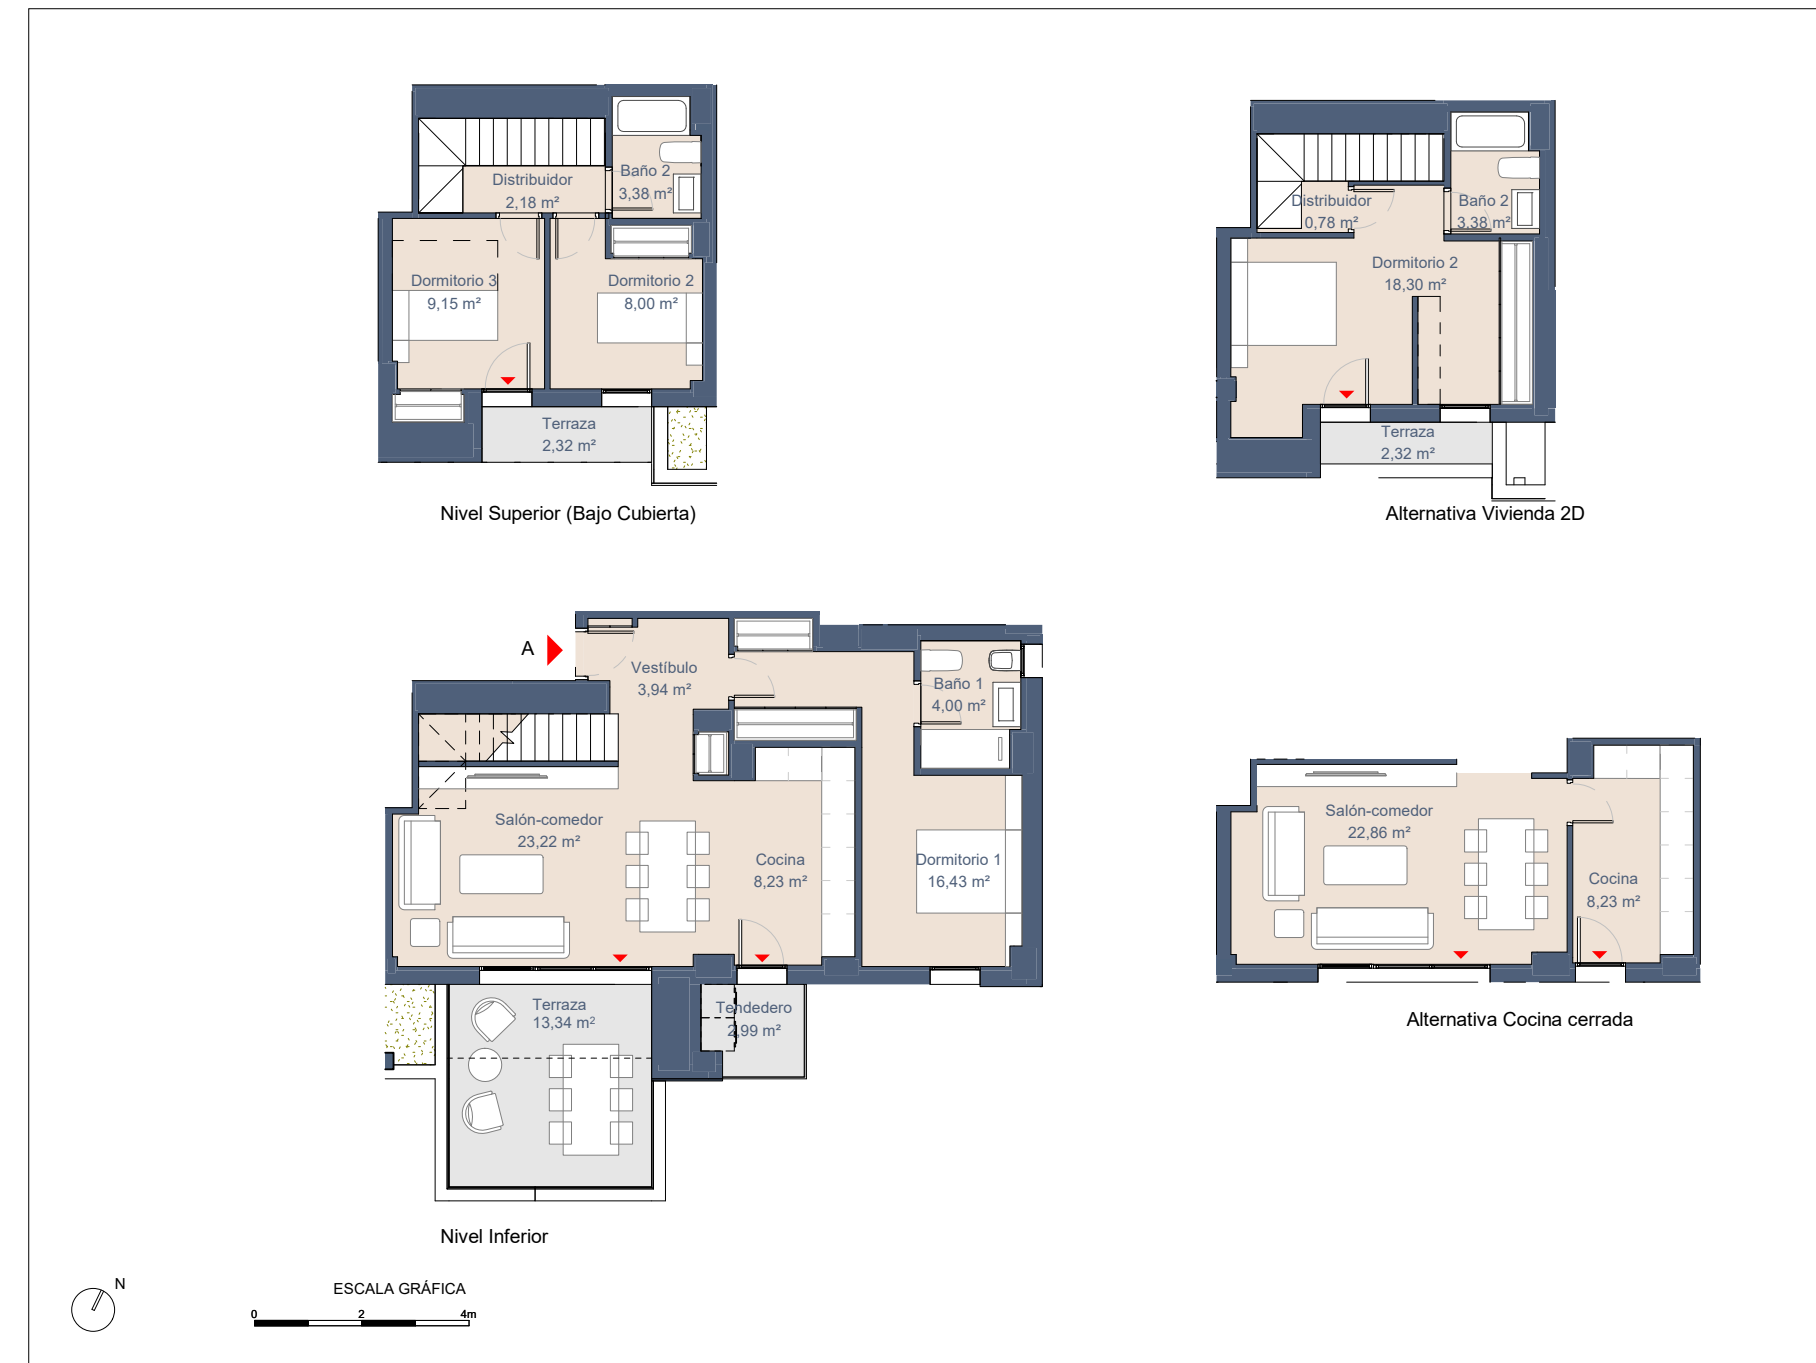 Distribuidor
2,18 m²
Baño 2
3,38 m²
Dormitorio 3
9,15 m²
Dormitorio 2
8,00 m²
Terraza
2,32 m²
Nivel Superior (Bajo Cubierta)
Distribuidor
0,78 m²
Baño 2
3,38 m²
Dormitorio 2
18,30 m²
Terraza
2,32 m²
Alternativa Vivienda 2D
A
Vestíbulo
3,94 m²
Baño 1
4,00 m²
Salón-comedor
23,22 m²
Cocina
8,23 m²
Dormitorio 1
16,43 m²
Terraza
13,34 m²
Tendedero
2,99 m²
Nivel Inferior
Salón-comedor
22,86 m²
Cocina
8,23 m²
Alternativa Cocina cerrada
N
ESCALA GRÁFICA
0 2 4m